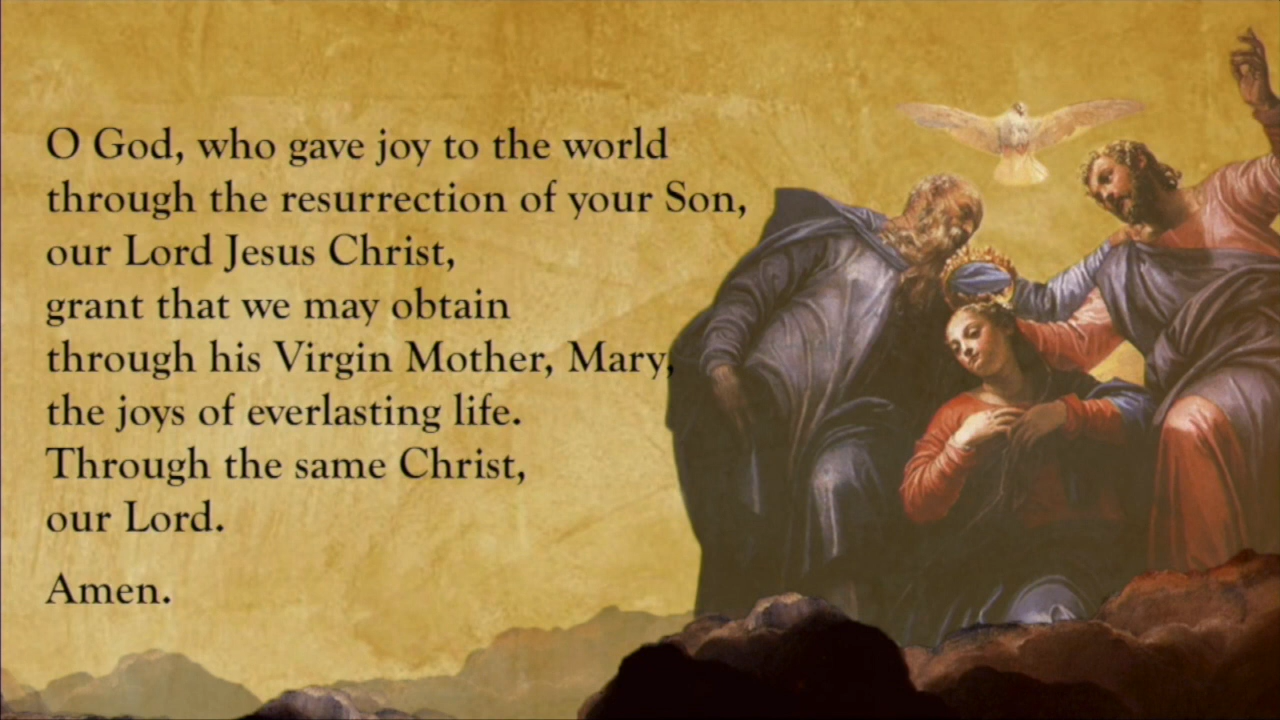 O God, who gave joy to the world
through the resurrection of your Son,
our Lord Jesus Christ,
grant that we may obtain
through his Virgin Mother, Mary,
the joys of everlasting life.
Through the same Christ,
our Lord.
Amen.